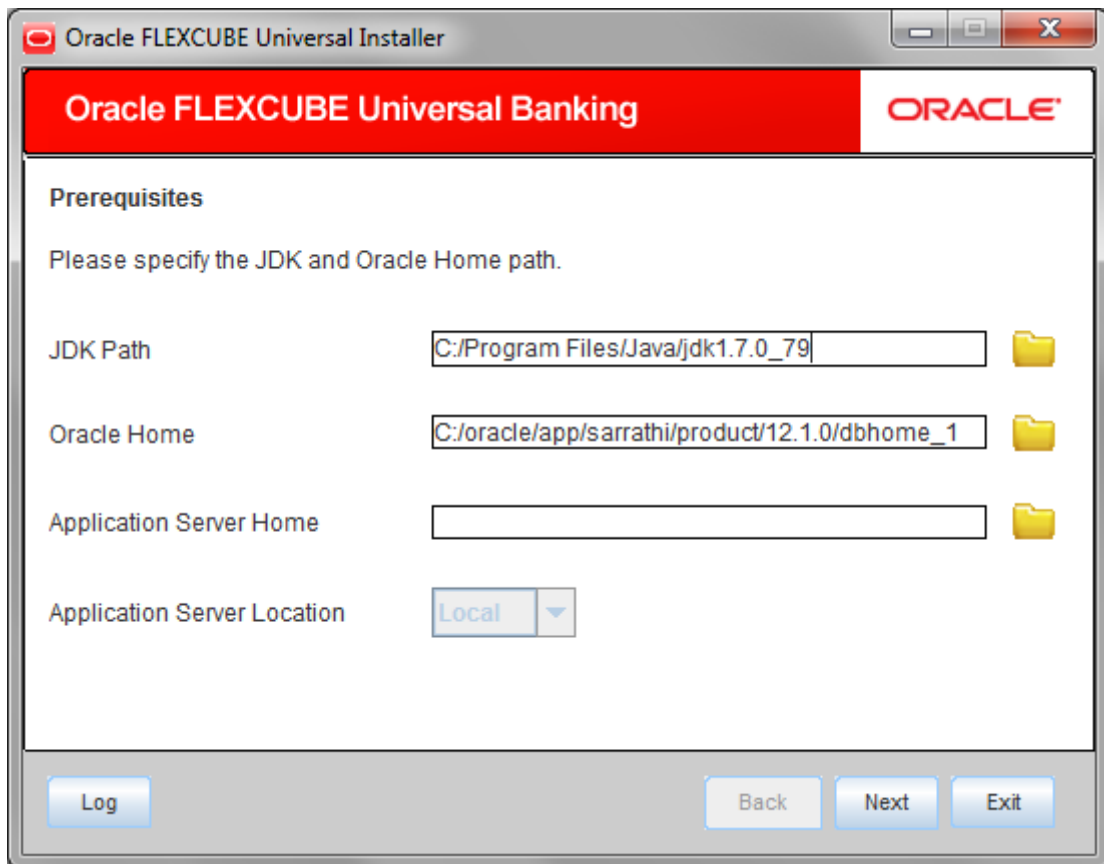 Oracle FLEXCUBE Universal Installer
Oracle FLEXCUBE Universal Banking
ORACLE
Prerequisites
Please specify the JDK and Oracle Home path.
JDK Path C:/Program Files/Java/jdk1.7.0_79
Oracle Home C:/oracle/app/sarrathi/product/12.1.0/dbhome_1
Application Server Home
Application Server Location Local
Log Back Next Exit